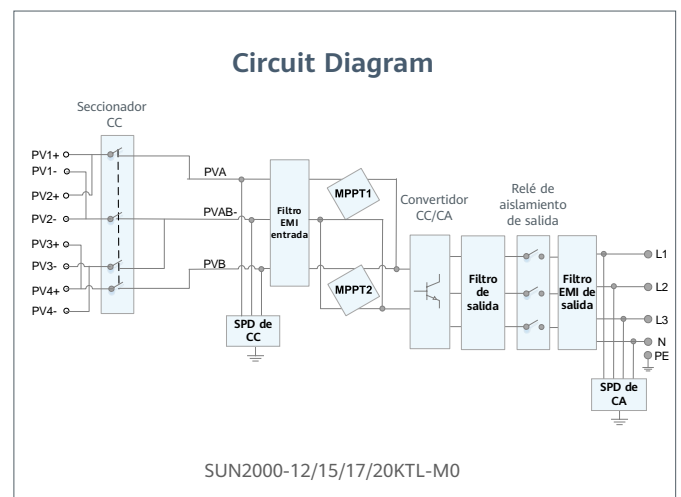 Circuit Diagram
Seccionador
CC
PV1+
PV1-
PV2+
PV2-
PV3+
PV3-
PV4+
PV4-
PVA
PVAB-
PVB
SPD de
CC
Filtro
EMI
entrada
MPPT1
MPPT2
Convertidor
CC/CA
Filtro
de
salida
Relé de
aislamiento
de salida
Filtro
EMI de
salida
L1
L2
L3
N
PE
SPD de
CA
SUN2000-12/15/17/20KTL-M0